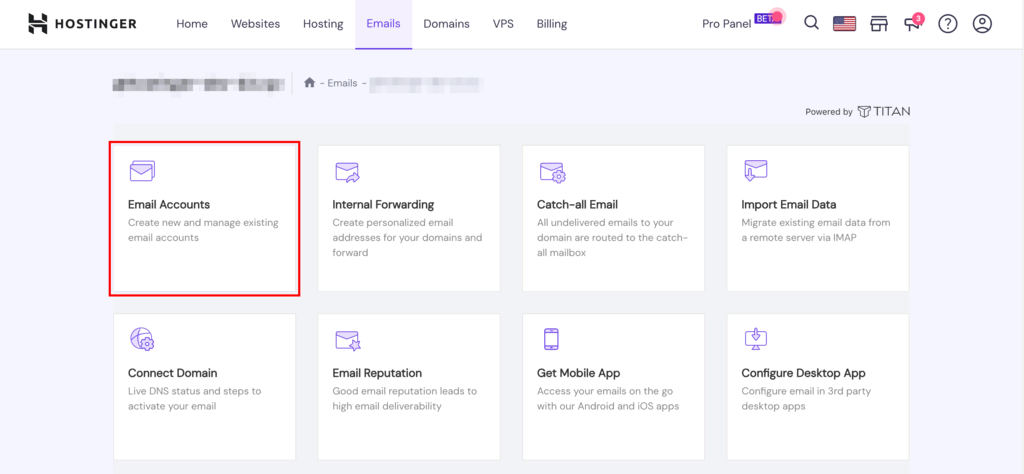 HOSTINGER Home Websites Hosting Emails Domains VPS Billing Pro Panel BETA 3
- Emails -
Powered by TITAN
Email Accounts
Create new and manage existing
email accounts
Internal Forwarding
Create personalized email
addresses for your domains and
forward
Catch-all Email
All undelivered emails to your
domain are routed to the catch-
all mailbox
Import Email Data
Migrate existing email data from
a remote server via IMAP
Connect Domain
Live DNS status and steps to
activate your email
Email Reputation
Good email reputation leads to
high email deliverability
Get Mobile App
Access your emails on the go
with our Android and iOS apps
Configure Desktop App
Configure email in 3rd party
desktop apps